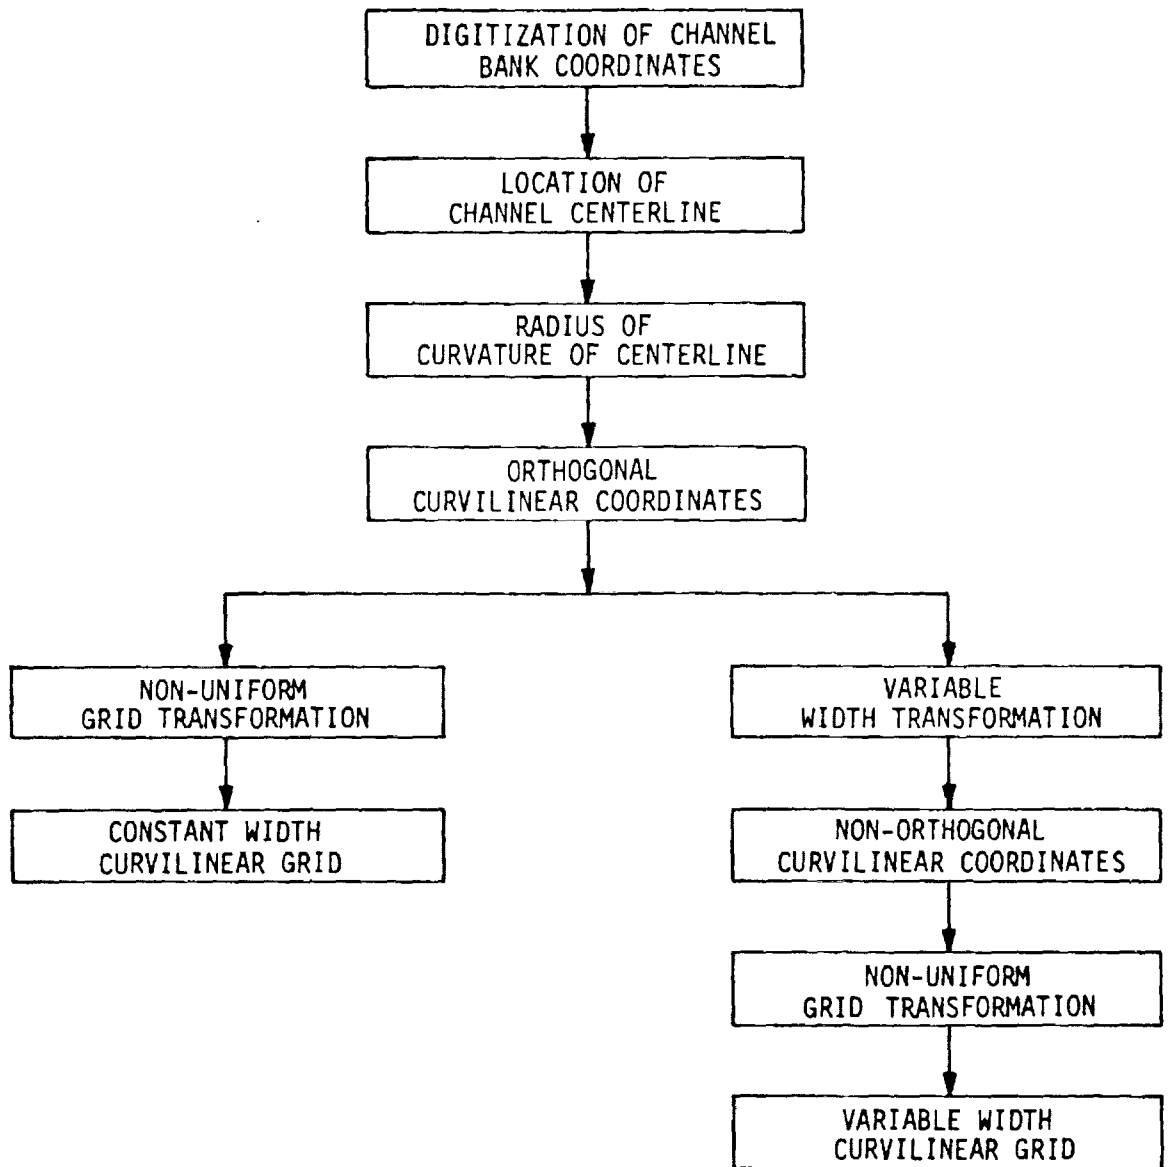 DIGITIZATION OF CHANNEL
BANK COORDINATES
LOCATION OF
CHANNEL CENTERLINE
RADIUS OF
CURVATURE OF CENTERLINE
ORTHOGONAL
CURVILINEAR COORDINATES
NON-UNIFORM
GRID TRANSFORMATION
CONSTANT WIDTH
CURVILINEAR GRID
VARIABLE
WIDTH TRANSFORMATION
NON-ORTHOGONAL
CURVILINEAR COORDINATES
NON-UNIFORM
GRID TRANSFORMATION
VARIABLE WIDTH
CURVILINEAR GRID